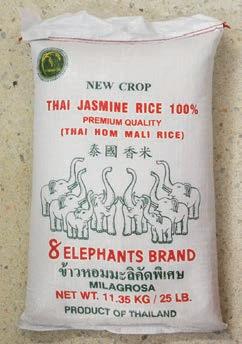 NEW CROP
THAI JASMINE RICE 100%
PREMIUM QUALITY
(THAI HOM MALI RICE)
泰國香米
8 ELEPHANTS BRAND
ข้าวหอมมะลิคัดพิเศษ
MILAGROSA
NET WT. 11.35 KG / 25 LB.
PRODUCT OF THAILAND